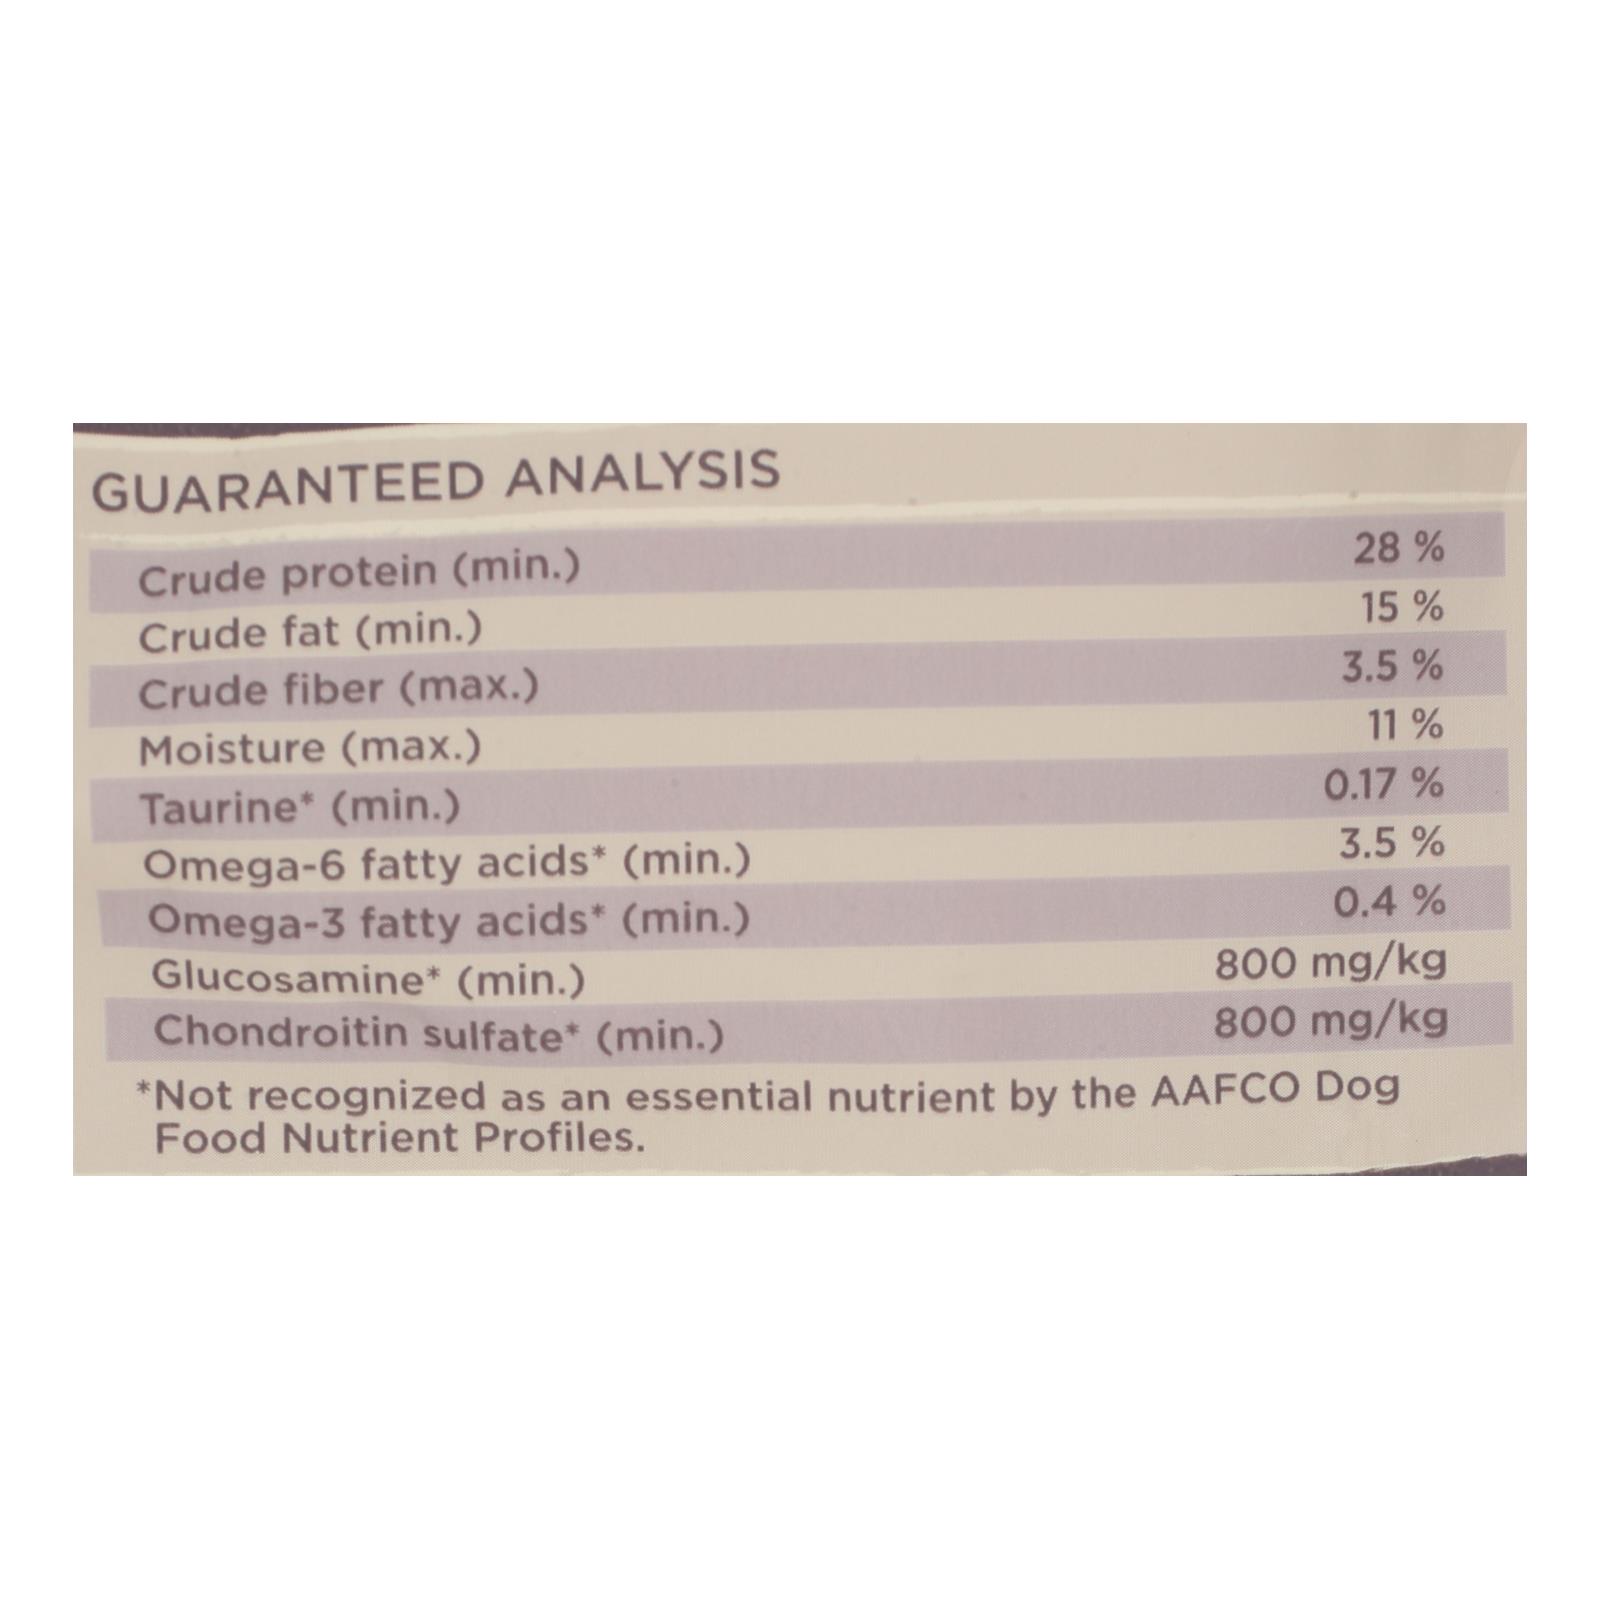 GUARANTEED ANALYSIS
Crude protein (min.) 28 %
Crude fat (min.) 15 %
Crude fiber (max.) 3.5 %
Moisture (max.) 11 %
Taurine* (min.) 0.17 %
Omega-6 fatty acids* (min.) 3.5 %
Omega-3 fatty acids* (min.) 0.4 %
Glucosamine* (min.) 800 mg/kg
Chondroitin sulfate* (min.) 800 mg/kg
*Not recognized as an essential nutrient by the AAFCO Dog
Food Nutrient Profiles.